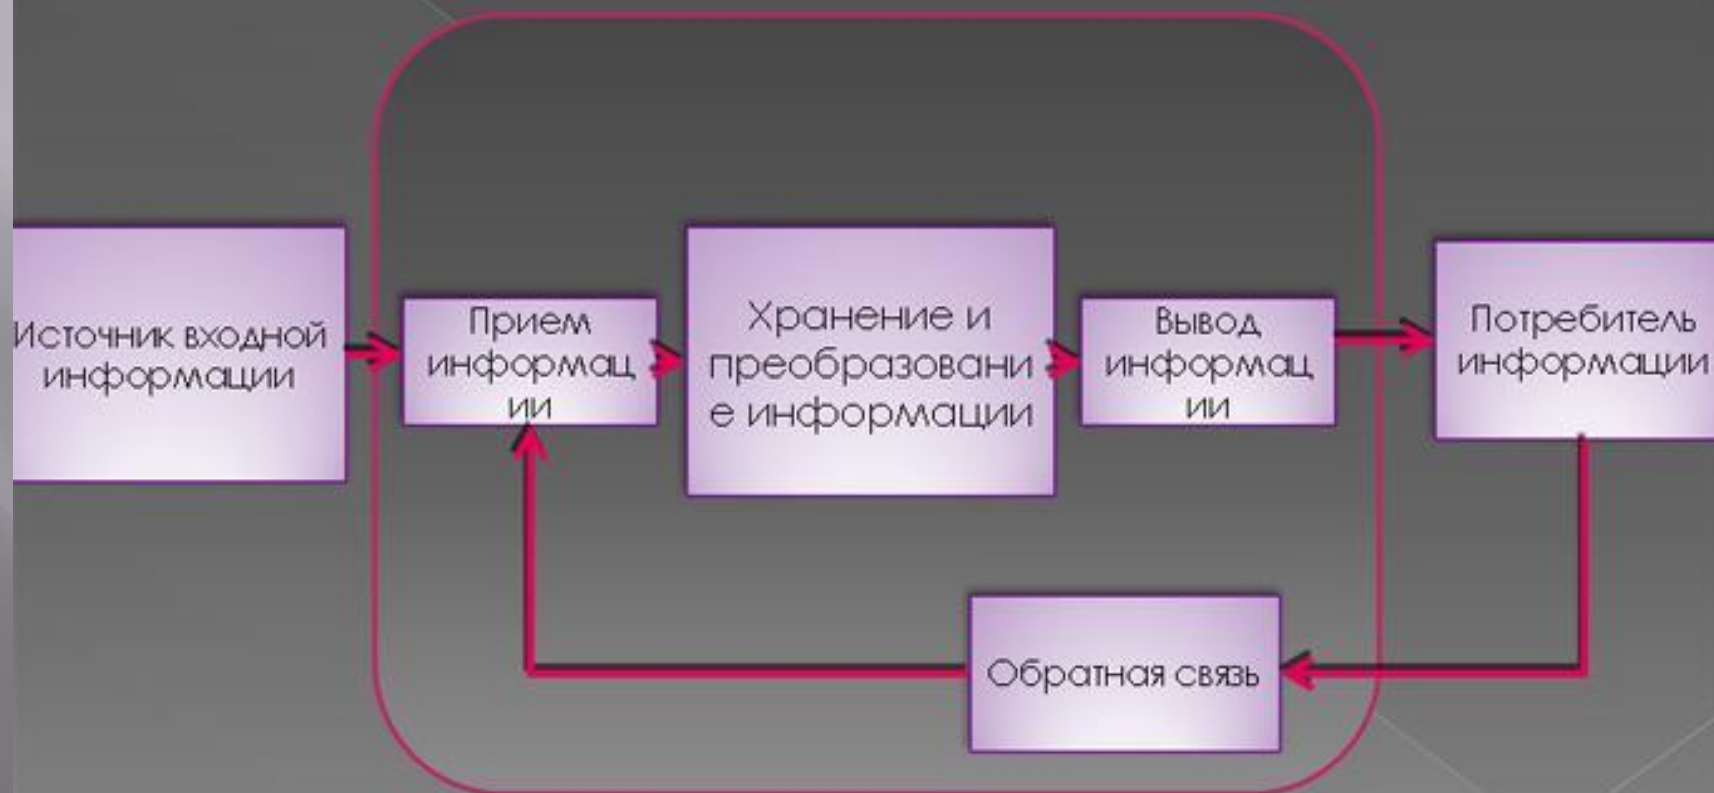 Источник входной
информации
Прием
информац
ии
Хранение и
преобразовани
е информации
Вывод
информац
ии
Потребитель
информации
Обратная связь